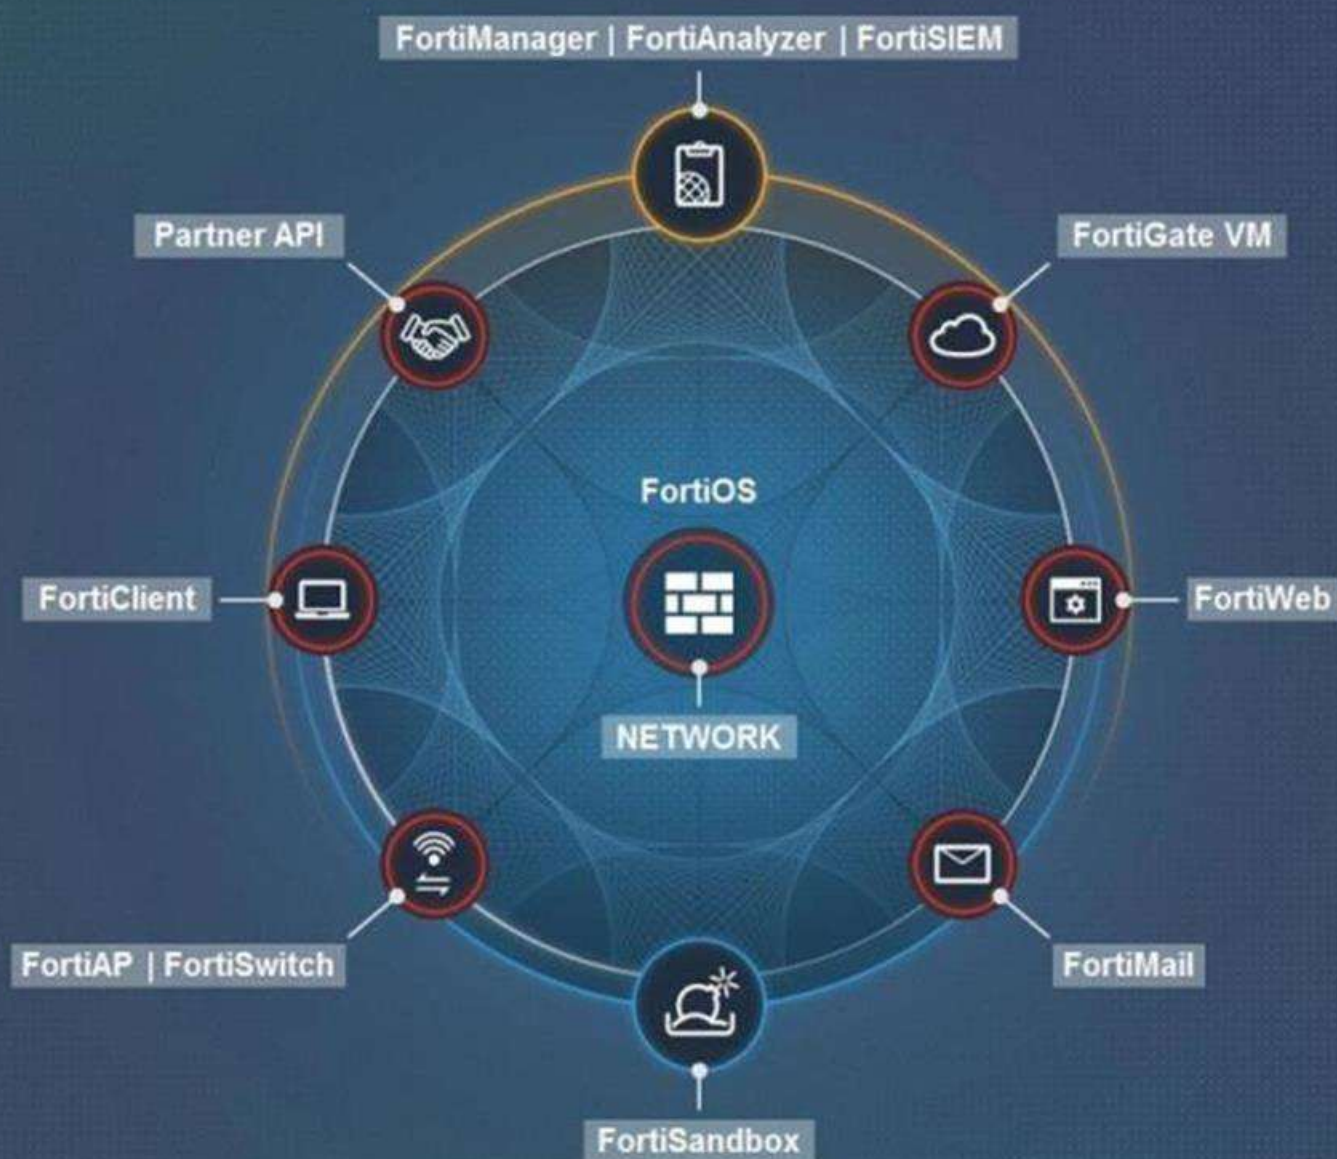 FortiManager | FortiAnalyzer | FortiSIEM
Partner API
FortiGate VM
FortiOS
FortiClient
FortiWeb
NETWORK
FortiAP | FortiSwitch
FortiMail
FortiSandbox